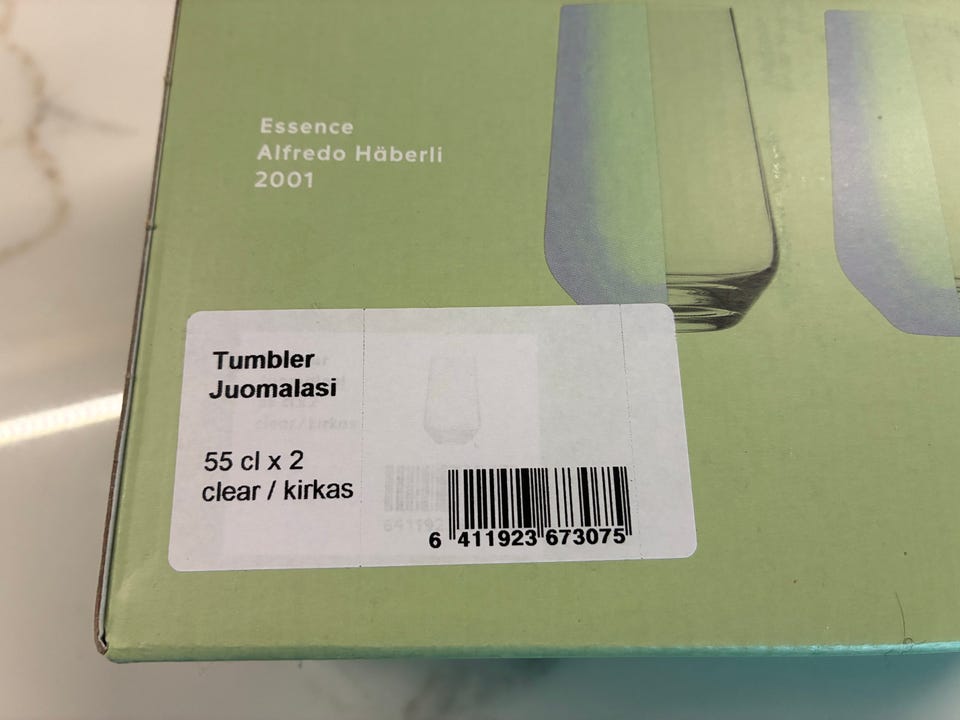 Essence
Alfredo Häberli
2001
Tumbler
Juomalasi
55 cl x 2
clear / kirkas
6 411923 673075